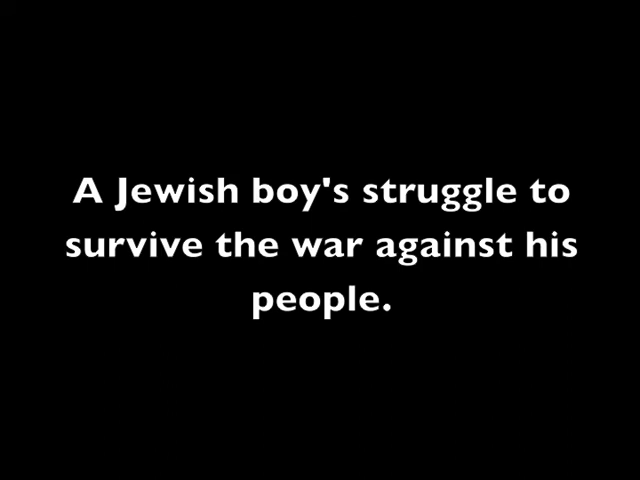 A Jewish boy's struggle to
survive the war against his
people.